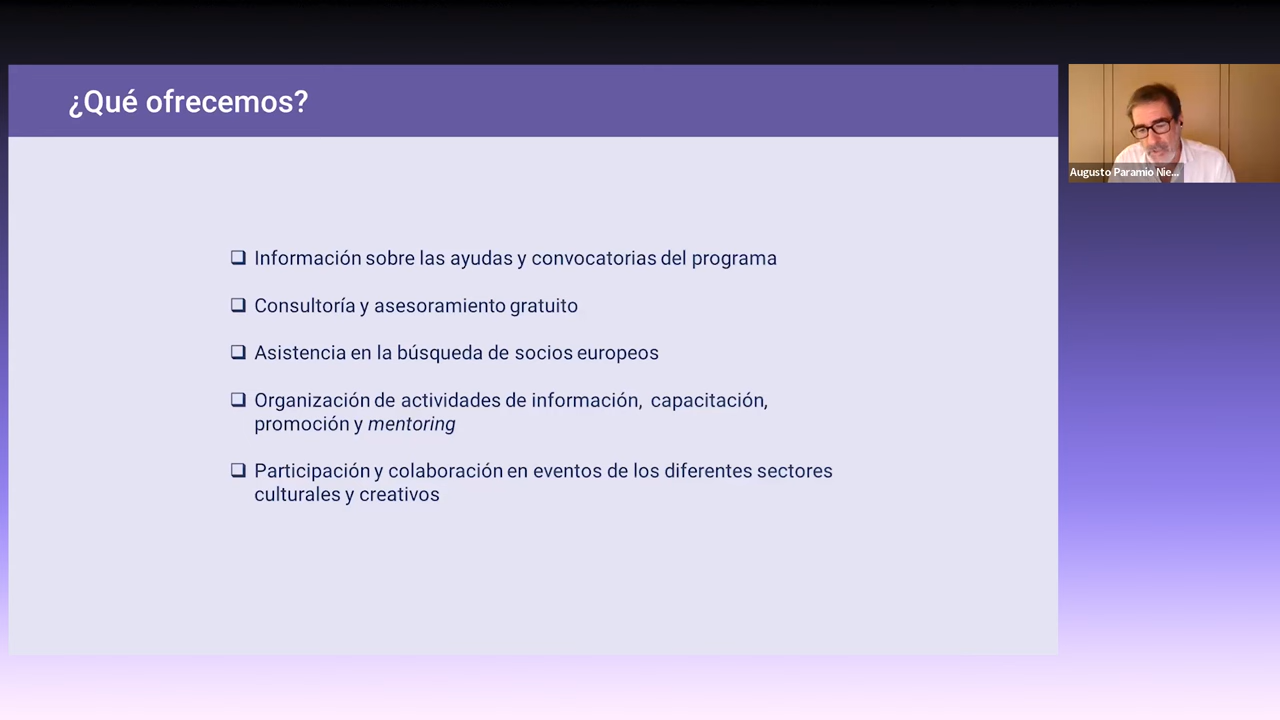 ¿Qué ofrecemos?
Información sobre las ayudas y convocatorias del programa
Consultoría y asesoramiento gratuito
Asistencia en la búsqueda de socios europeos
Organización de actividades de información, capacitación,
promoción y mentoring
Participación y colaboración en eventos de los diferentes sectores
culturales y creativos
Augusto Paramio Nie...